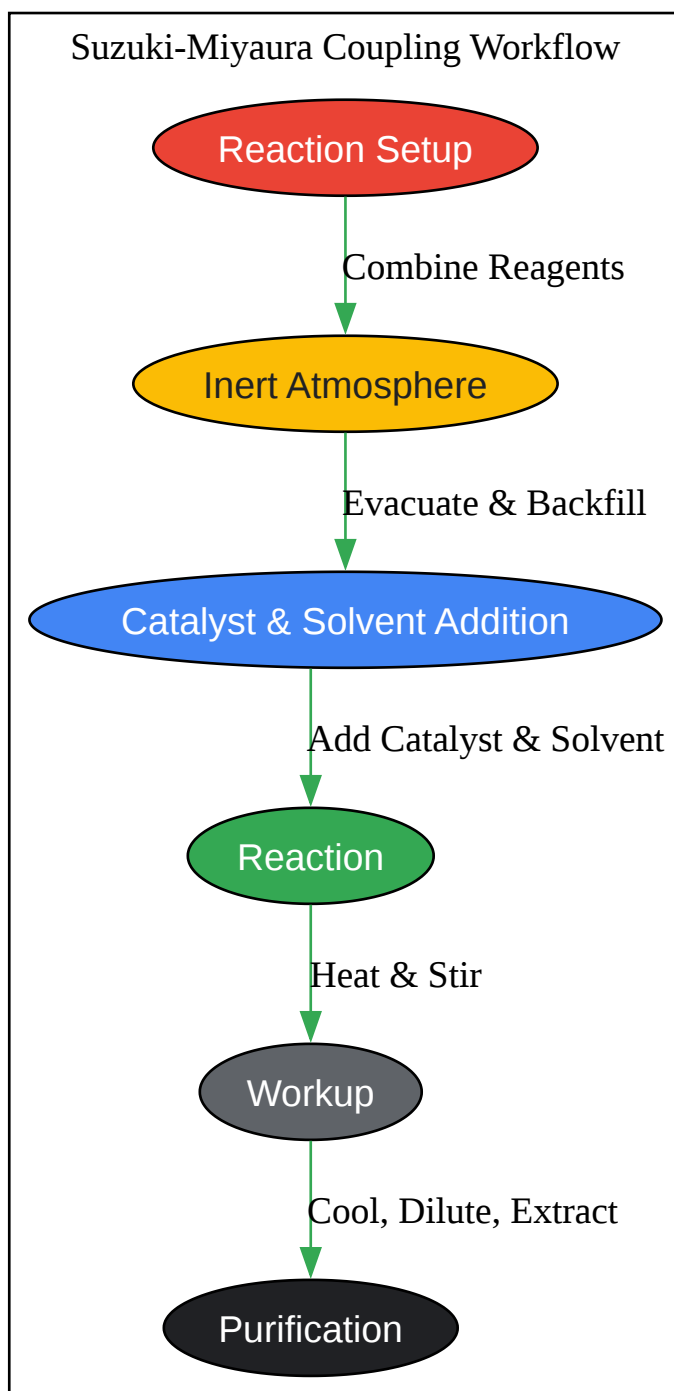 Suzuki-Miyaura Coupling Workflow
Reaction Setup
Combine Reagents
Inert Atmosphere
Evacuate & Backfill
Catalyst & Solvent Addition
Add Catalyst & Solvent
Reaction
Heat & Stir
Workup
Cool, Dilute, Extract
Purification